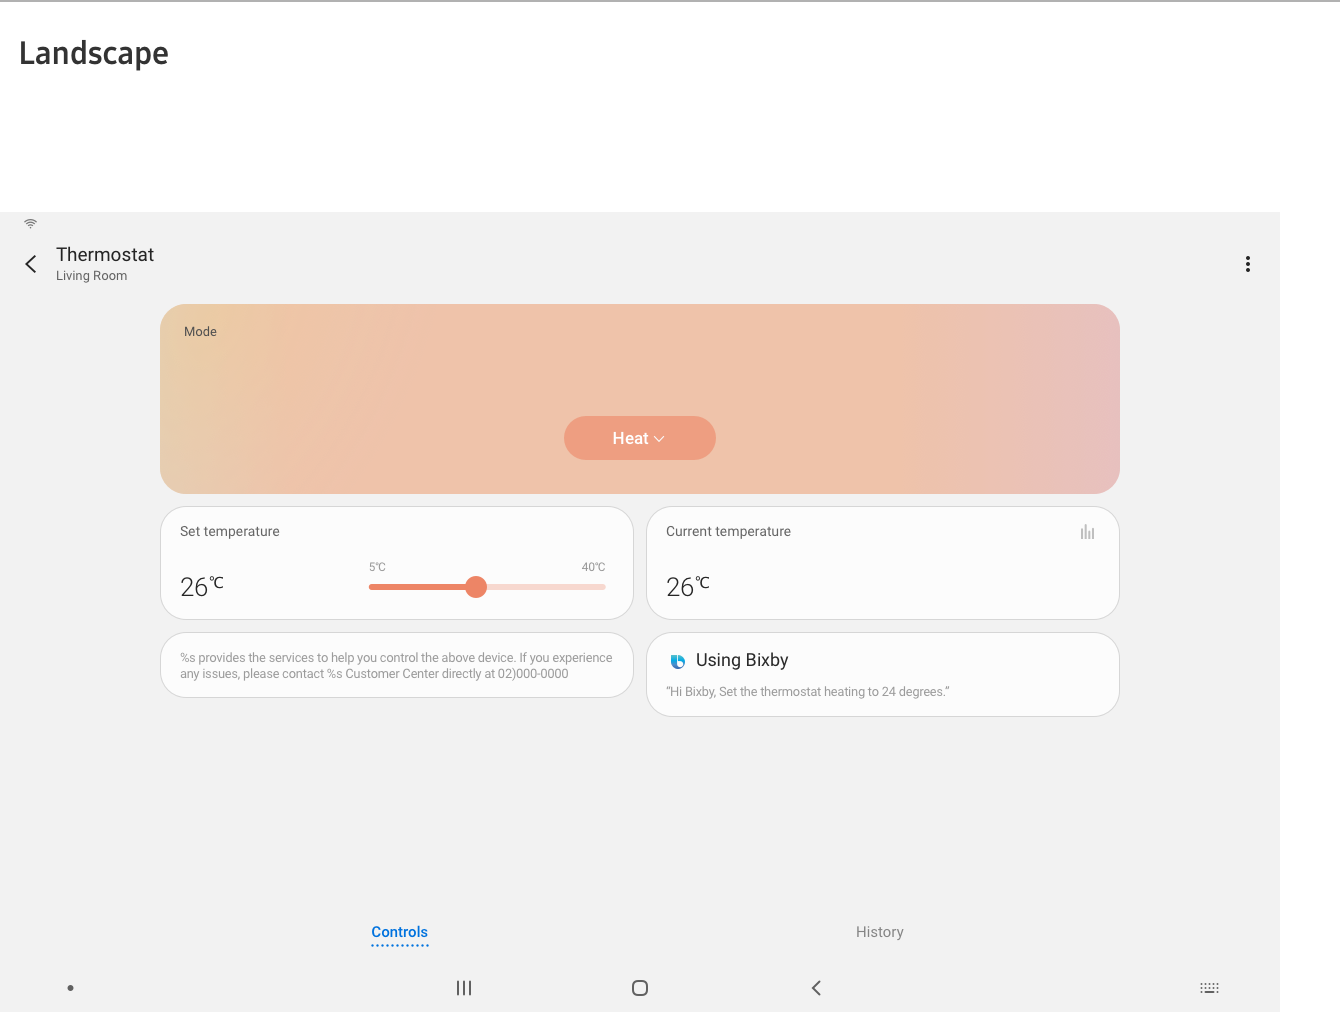 Landscape
Thermostat
Living Room
Mode
Heat
Set temperature
5℃
40℃
26℃
Current temperature
26℃
%s provides the services to help you control the above device. If you experience
any issues, please contact %s Customer Center directly at 02)000-0000
Using Bixby
“Hi Bixby, Set the thermostat heating to 24 degrees.”
Controls
History